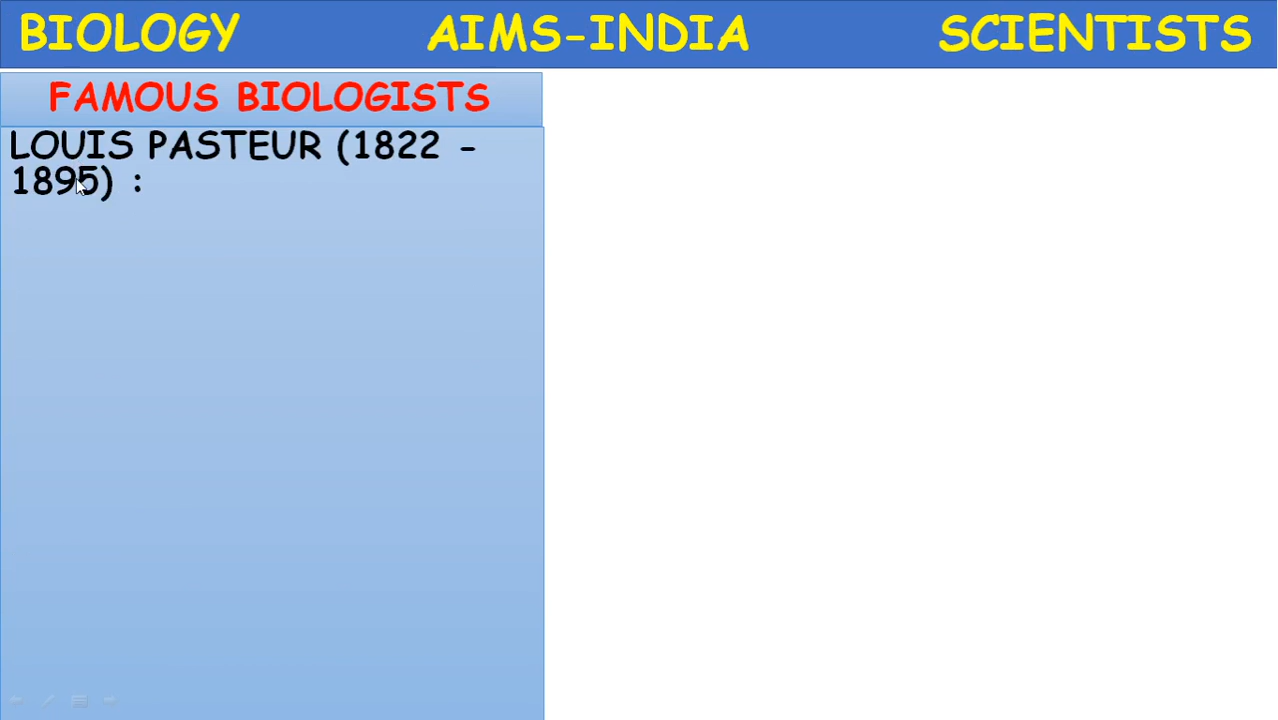 BIOLOGY AIMS-INDIA SCIENTISTS
FAMOUS BIOLOGISTS
LOUIS PASTEUR (1822 -
1895) :